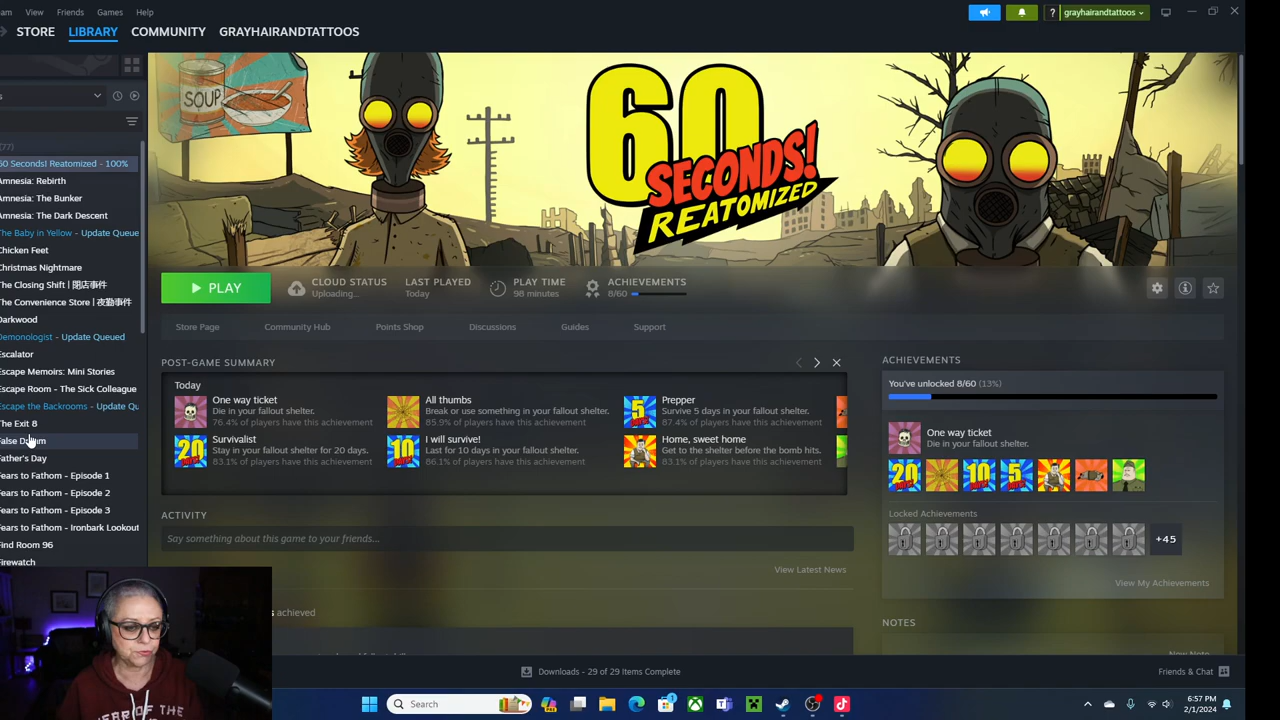 am View Friends Games Help
grayhairandtattoos
STORE LIBRARY COMMUNITY GRAYHAIRANDTATTOOS
SOUP
60
SECONDS!
REATOMIZED
s
(77)
60 Seconds! Reatomized - 100%
Amnesia: Rebirth
Amnesia: The Bunker
Amnesia: The Dark Descent
The Baby in Yellow - Update Queue
Chicken Feet
Christmas Nightmare
The Closing Shift | 閉店事件
The Convenience Store | 夜勤事件
Darkwood
Demonologist - Update Queued
Escalator
Escape Memoirs: Mini Stories
Escape Room - The Sick Colleague
Escape the Backrooms - Update Qu
The Exit 8
False Dream
Father's Day
Fears to Fathom - Episode 1
Fears to Fathom - Episode 2
Fears to Fathom - Episode 3
Fears to Fathom - Ironbark Lookout
Find Room 96
Firewatch
PLAY
CLOUD STATUS
Uploading...
LAST PLAYED
Today
PLAY TIME
98 minutes
ACHIEVEMENTS
8/60
Store Page Community Hub Points Shop Discussions Guides Support
POST-GAME SUMMARY
Today
One way ticket
Die in your fallout shelter.
76.4% of players have this achievement
All thumbs
Break or use something in your fallout shelter.
85.9% of players have this achievement
Prepper
Survive 5 days in your fallout shelter.
87.4% of players have this achievement
Survivalist
Stay in your fallout shelter for 20 days.
83.1% of players have this achievement
I will survive!
Last for 10 days in your fallout shelter.
86.1% of players have this achievement
Home, sweet home
Get to the shelter before the bomb hits.
83.1% of players have this achievement
ACTIVITY
Say something about this game to your friends...
View Latest News
achieved
ACHIEVEMENTS
You've unlocked 8/60 (13%)
One way ticket
Die in your fallout shelter.
Locked Achievements
+45
View My Achievements
NOTES
New Note
Downloads - 29 of 29 Items Complete
Friends & Chat
Search
6:57 PM
2/1/2024